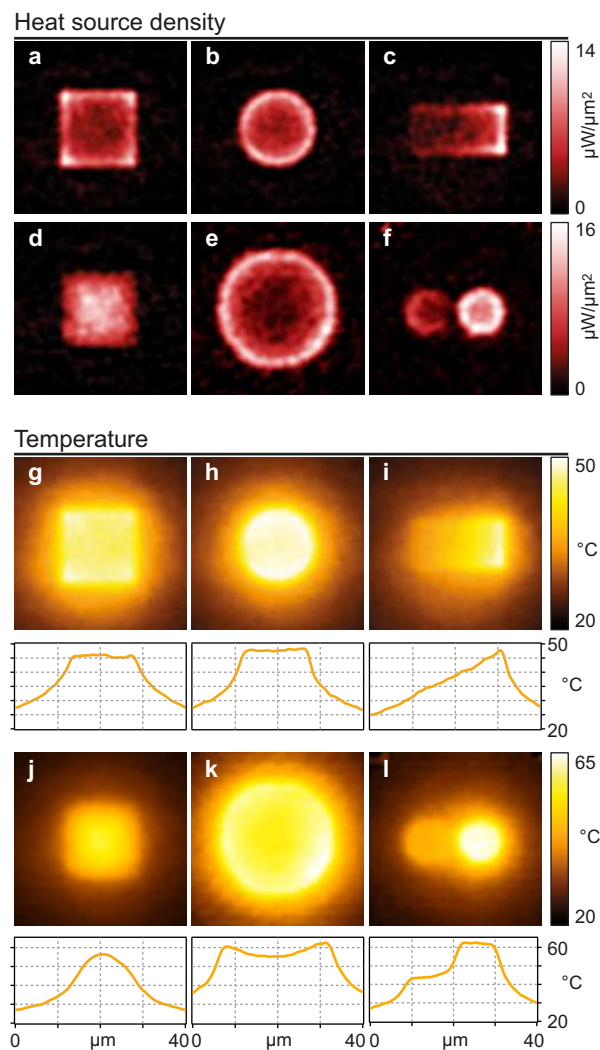 Heat source density
a b c 14
µW/µm²
0
d e f 16
µW/µm²
0
Temperature
g h i 50
°C
20
50
°C
20
j k l 65
°C
20
60
°C
20
0 µm 40 0 µm 40 0 µm 40